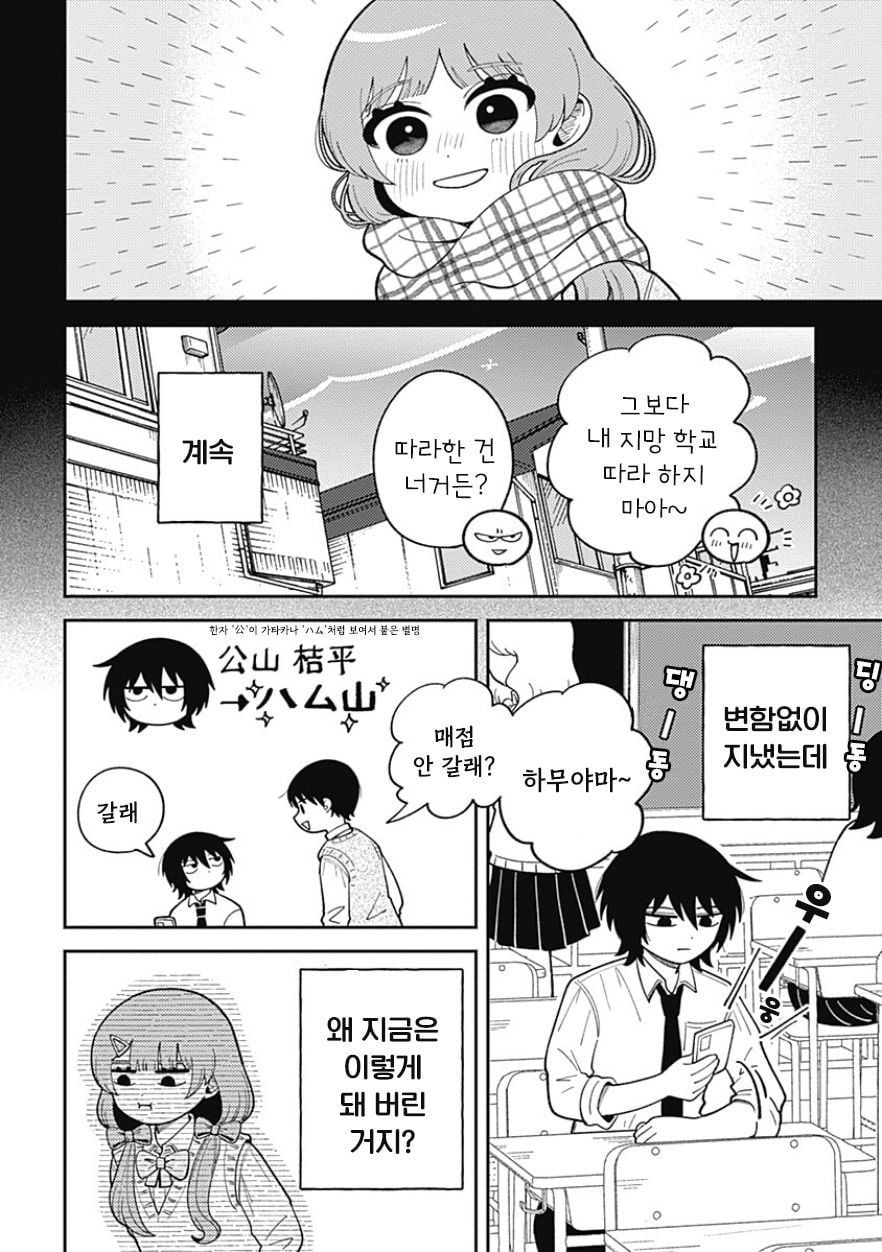 그보다
내 지망 학교
따라 하지
마아~
따라한 건
너거든?
계속
변함없이
지냈는데
딩ー동
댕ー동
하무야마~
매점
안 갈래?
우ー웅
한자 '公'이 가타카나 'ハム'처럼 보여서 붙은 별명
公山 桔平
→ハム山
갈래
왜 지금은
이렇게
돼 버린
거지?